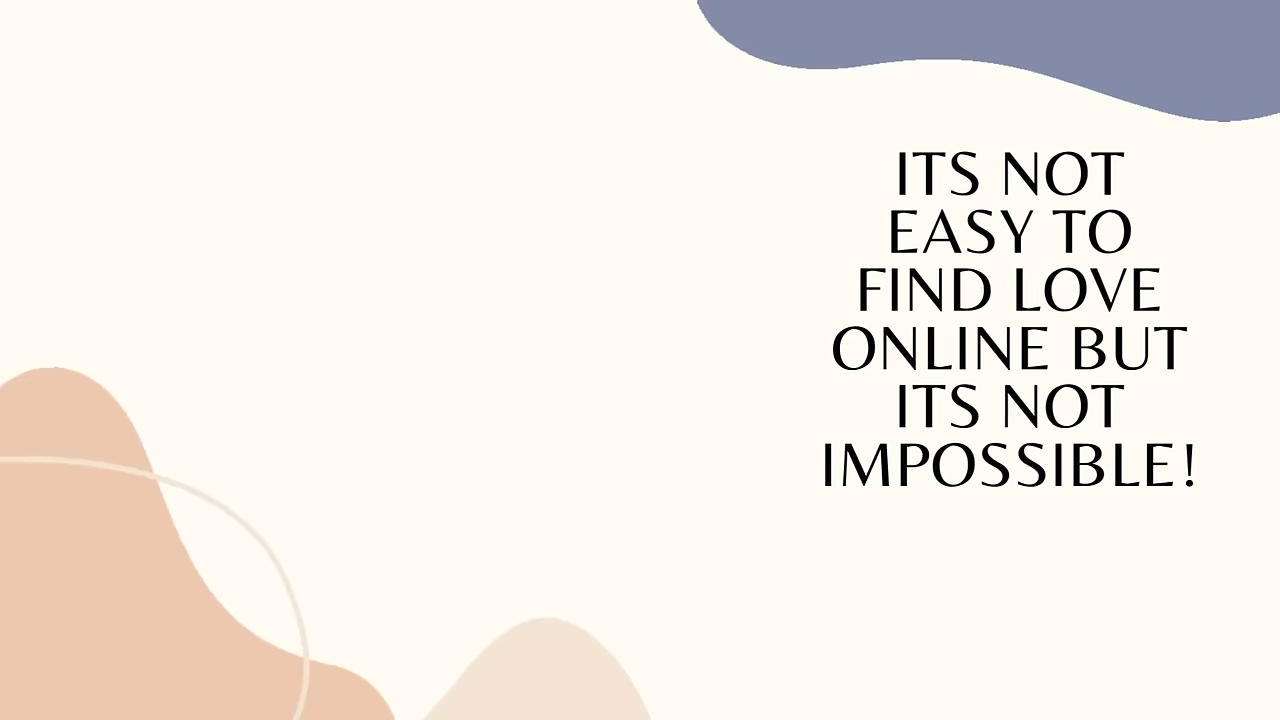 ITS NOT
EASY TO
FIND LOVE
ONLINE BUT
ITS NOT
IMPOSSIBLE!